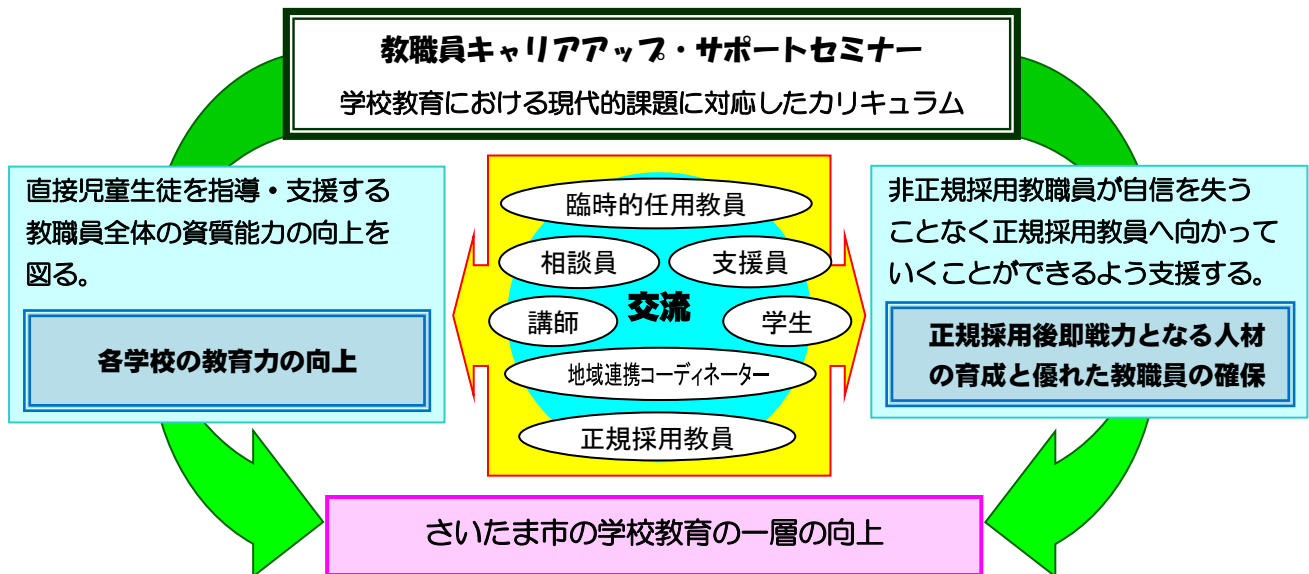 教職員キャリアアップ・サポートセミナー
学校教育における現代的課題に対応したカリキュラム
直接児童生徒を指導・支援する
教職員全体の資質能力の向上を
図る。
各学校の教育力の向上
臨時的任用教員
相談員
支援員
交流
講師
学生
地域連携コーディネーター
正規採用教員
非正規採用教職員が自信を失う
ことなく正規採用教員へ向かって
いくことができるよう支援する。
正規採用後即戦力となる人材
の育成と優れた教職員の確保
さいたま市の学校教育の一層の向上